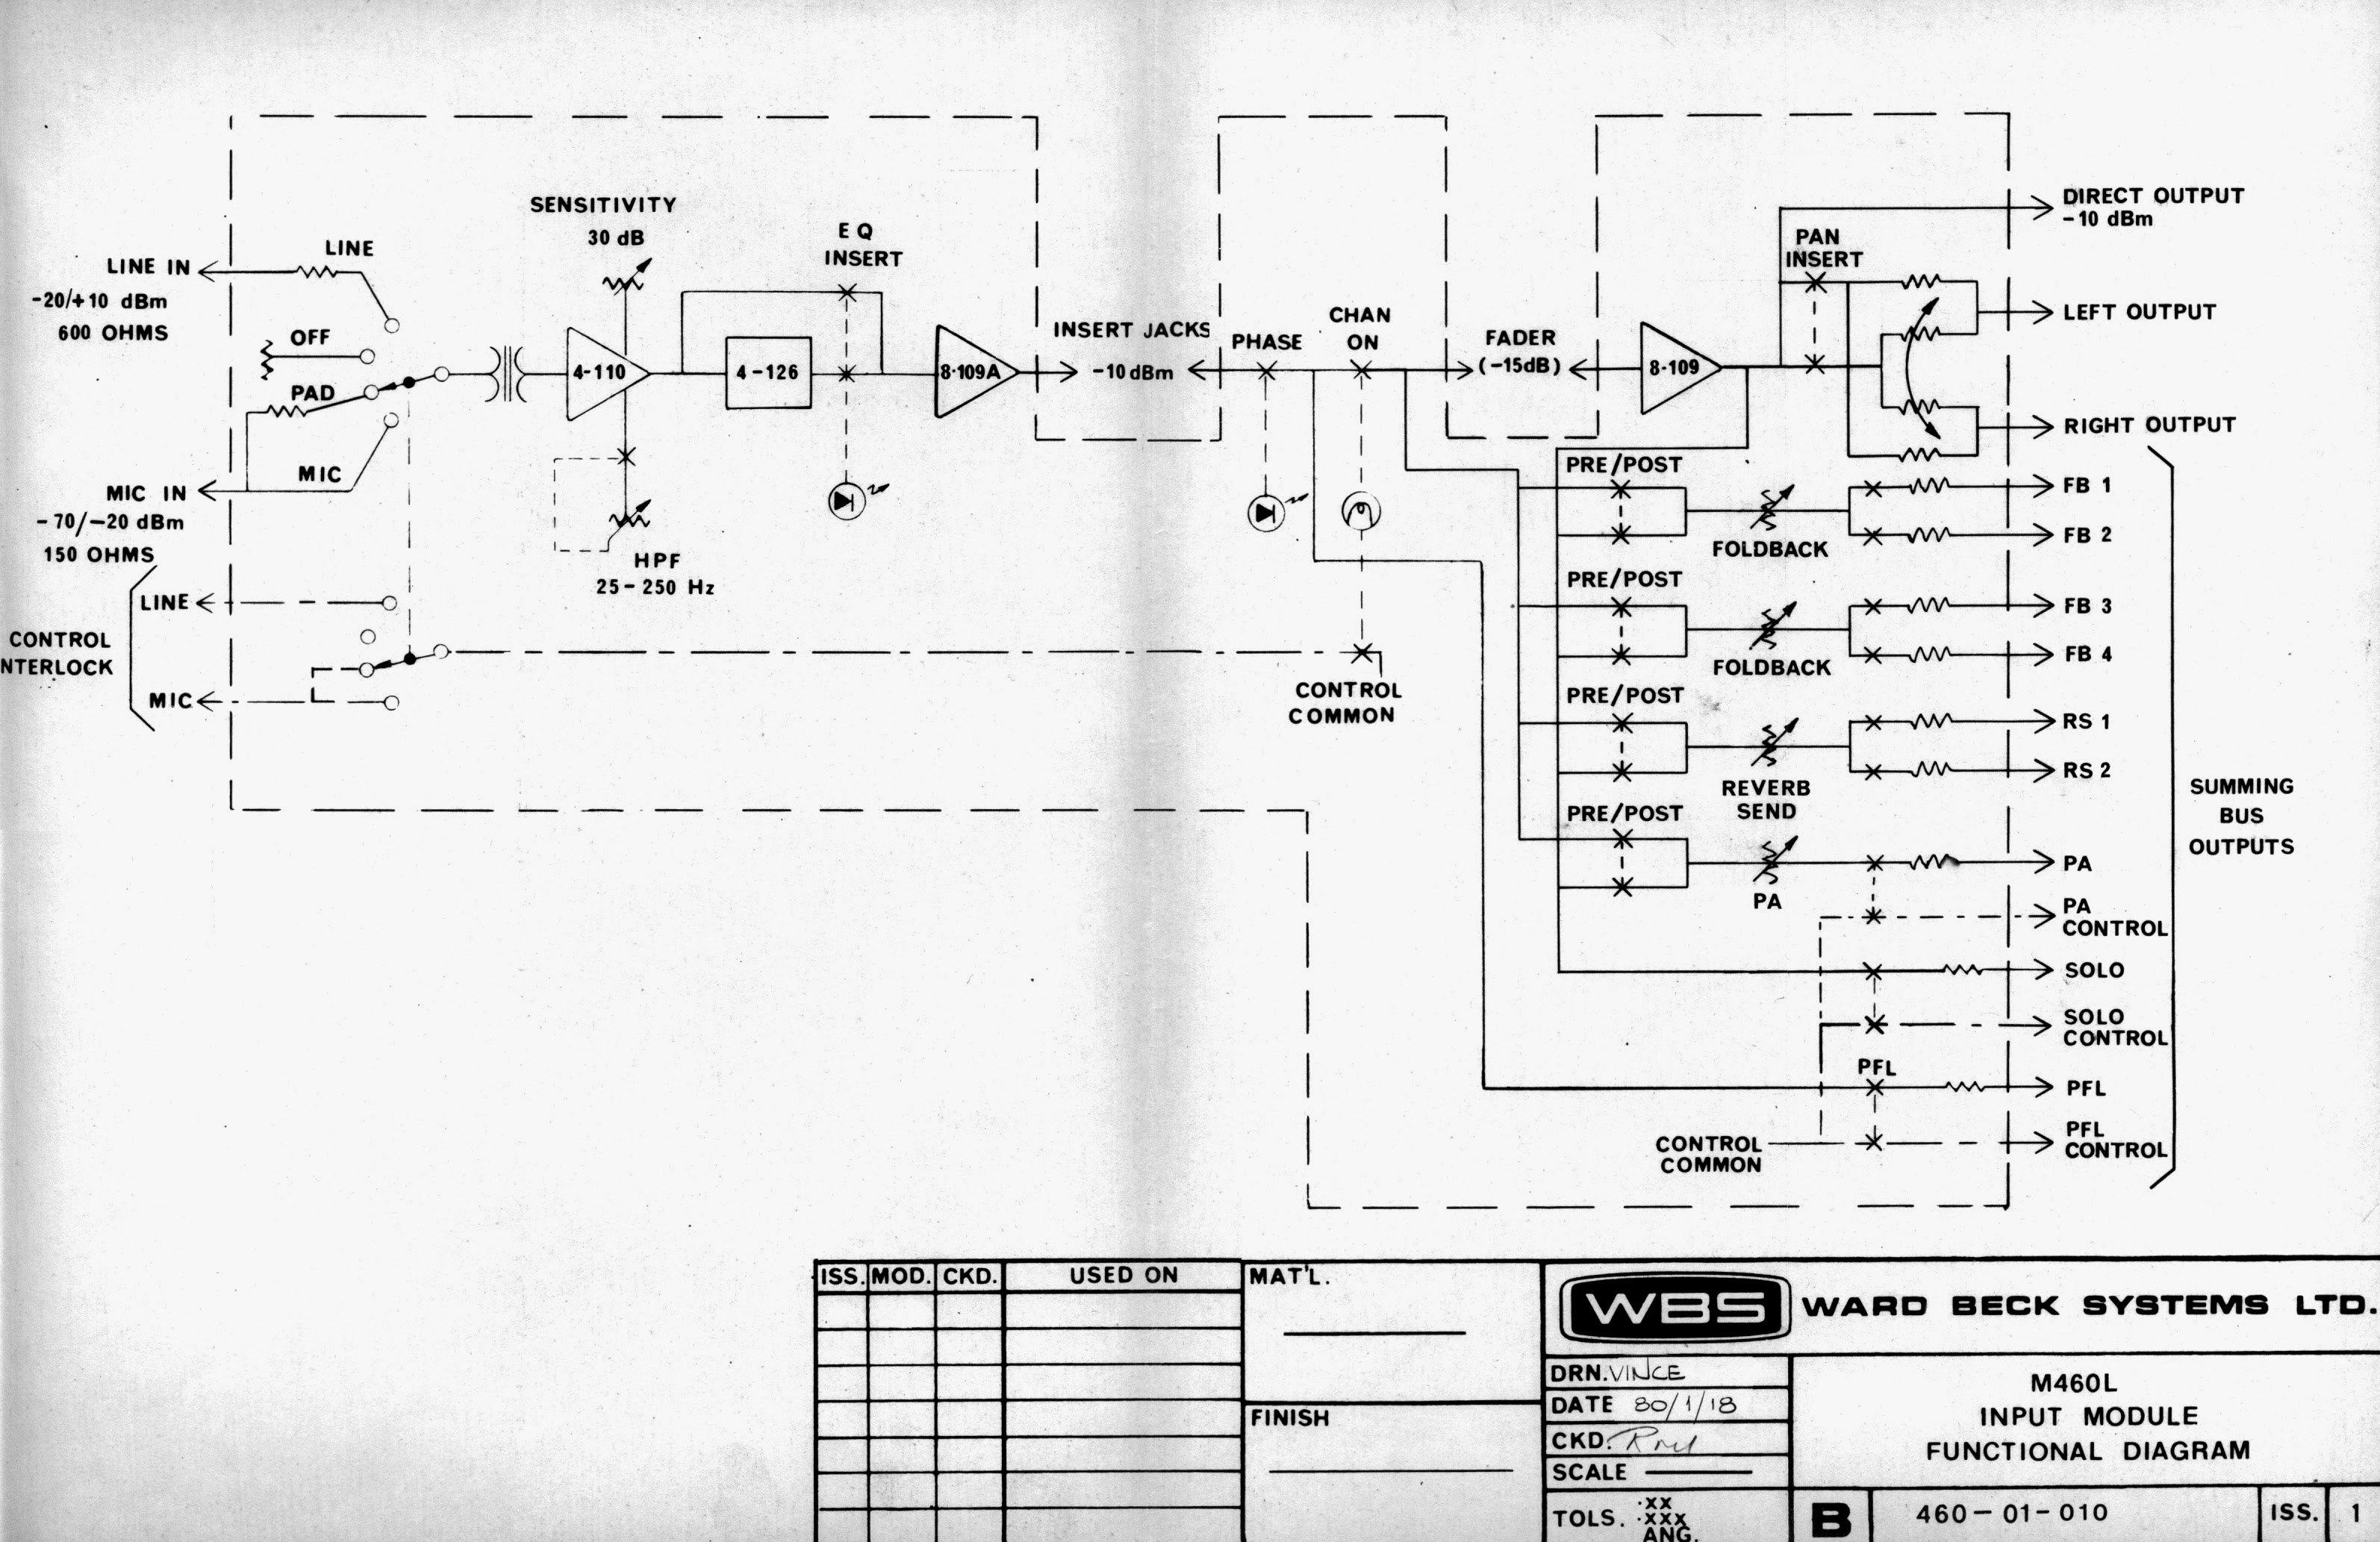 SENSITIVITY
30 dB
EQ
INSERT
LINE
LINE IN
-20/+10 dBm
600 OHMS
OFF
PAD
MIC
MIC IN
-70/-20 dBm
150 OHMS
4-110
4-126
8-109A
INSERT JACKS
-10dBm
PHASE
CHAN
ON
FADER
(-15dB)
8-109
PAN
INSERT
DIRECT OUTPUT
-10 dBm
LEFT OUTPUT
RIGHT OUTPUT
HPF
25-250 Hz
LINE
CONTROL
NTERLOCK
MIC
CONTROL
COMMON
PRE/POST
FOLDBACK
FB 1
FB 2
PRE/POST
FOLDBACK
FB 3
FB 4
PRE/POST
REVERB
SEND
RS 1
RS 2
PRE/POST
PA
PA
PA
CONTROL
SOLO
SOLO
CONTROL
PFL
PFL
PFL
CONTROL
CONTROL
COMMON
SUMMING
BUS
OUTPUTS
ISS. MOD. CKD. USED ON
MAT'L.
FINISH
WBS WARD BECK SYSTEMS LTD.
DRN. VINCE
DATE 80/1/18
CKD.
SCALE
TOLS. .XX
.XXX
ANG.
M460L
INPUT MODULE
FUNCTIONAL DIAGRAM
B 460-01-010 ISS. 1